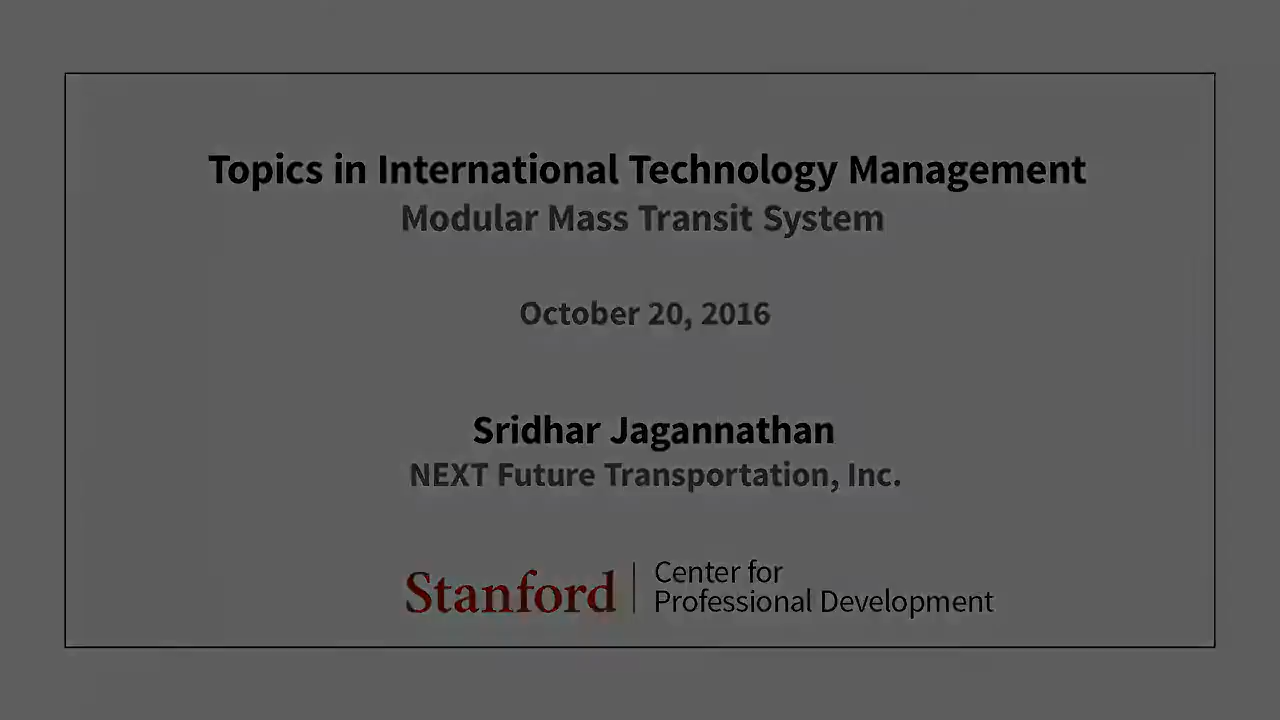 Topics in International Technology Management
Modular Mass Transit System
October 20, 2016
Sridhar Jagannathan
NEXT Future Transportation, Inc.
Stanford
Center for
Professional Development